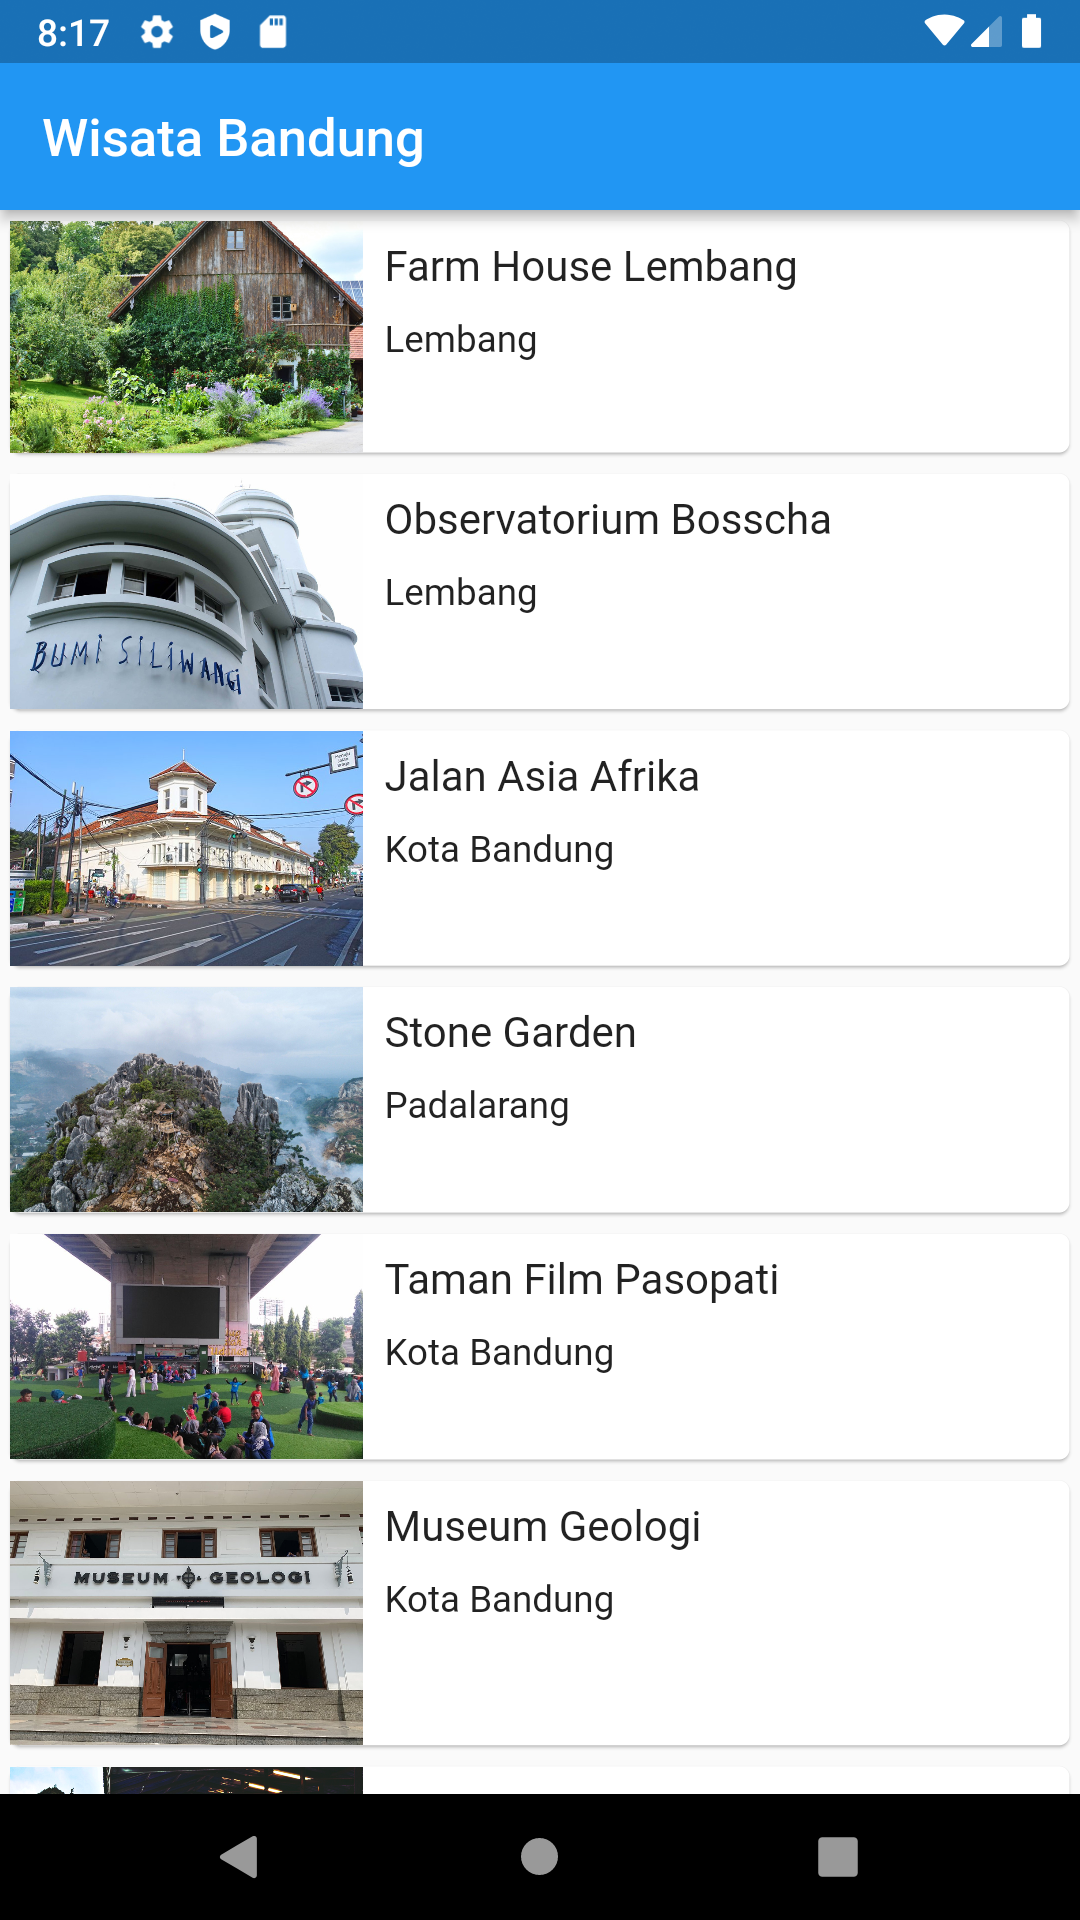 8:17
Wisata Bandung
Farm House Lembang
Lembang
BUMI SILIWANGI
Observatorium Bosscha
Lembang
Jalan Asia Afrika
Kota Bandung
Stone Garden
Padalarang
Taman Film Pasopati
Kota Bandung
MUSEUM GEOLOGI
Museum Geologi
Kota Bandung